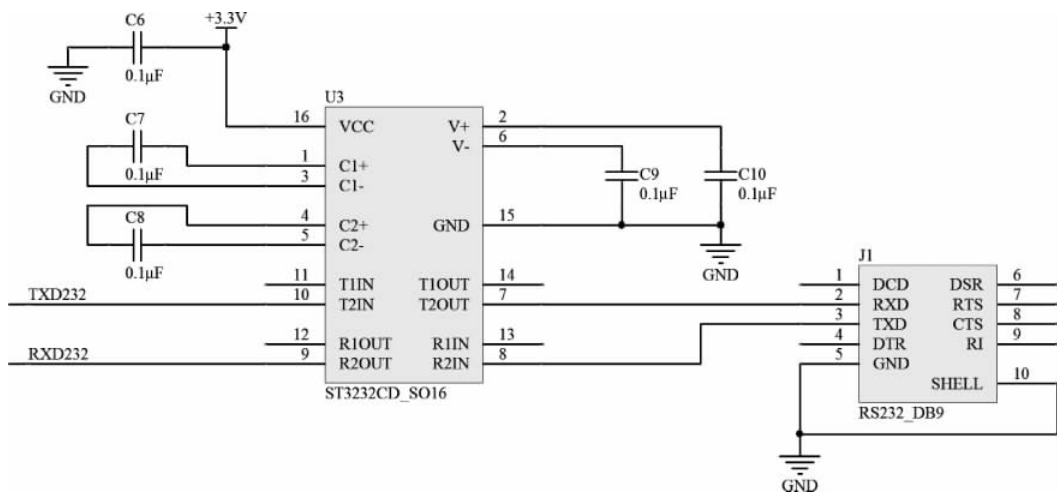 C6
+3.3V
0.1µF
GND
U3
C7
0.1µF
16 VCC V+ 2
V- 6
1 C1+
3 C1-
C9
0.1µF
C10
0.1µF
C8
0.1µF
4 C2+ GND 15
5 C2-
GND
J1
11 T1IN T1OUT 14
TXD232 10 T2IN T2OUT 7
12 R1OUT R1IN 13
RXD232 9 R2OUT R2IN 8
ST3232CD_SO16
1 DCD DSR 6
2 RXD RTS 7
3 TXD CTS 8
4 DTR RI 9
5 GND
SHELL 10
RS232_DB9
GND